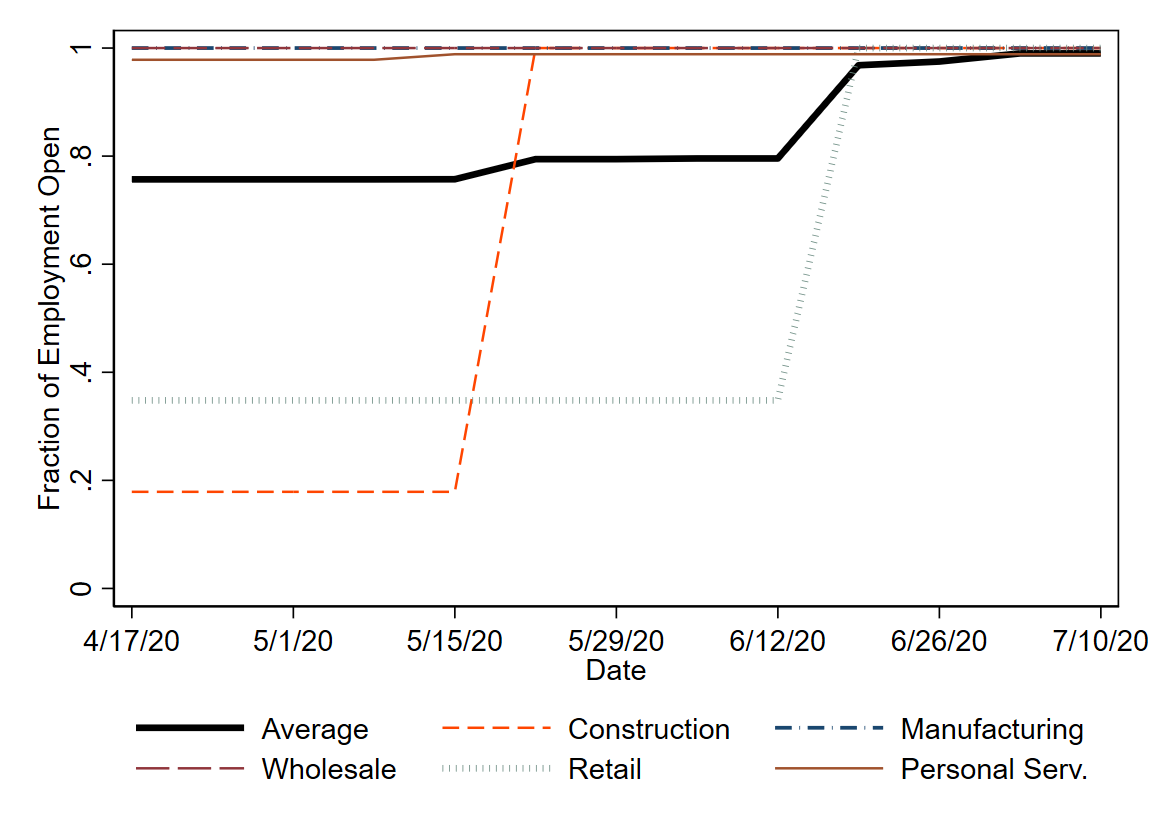 Fraction of Employment Open
1
.8
.6
.4
.2
0
4/17/20 5/1/20 5/15/20 5/29/20 6/12/20 6/26/20 7/10/20
Date
Average Construction Manufacturing
Wholesale Retail Personal Serv.